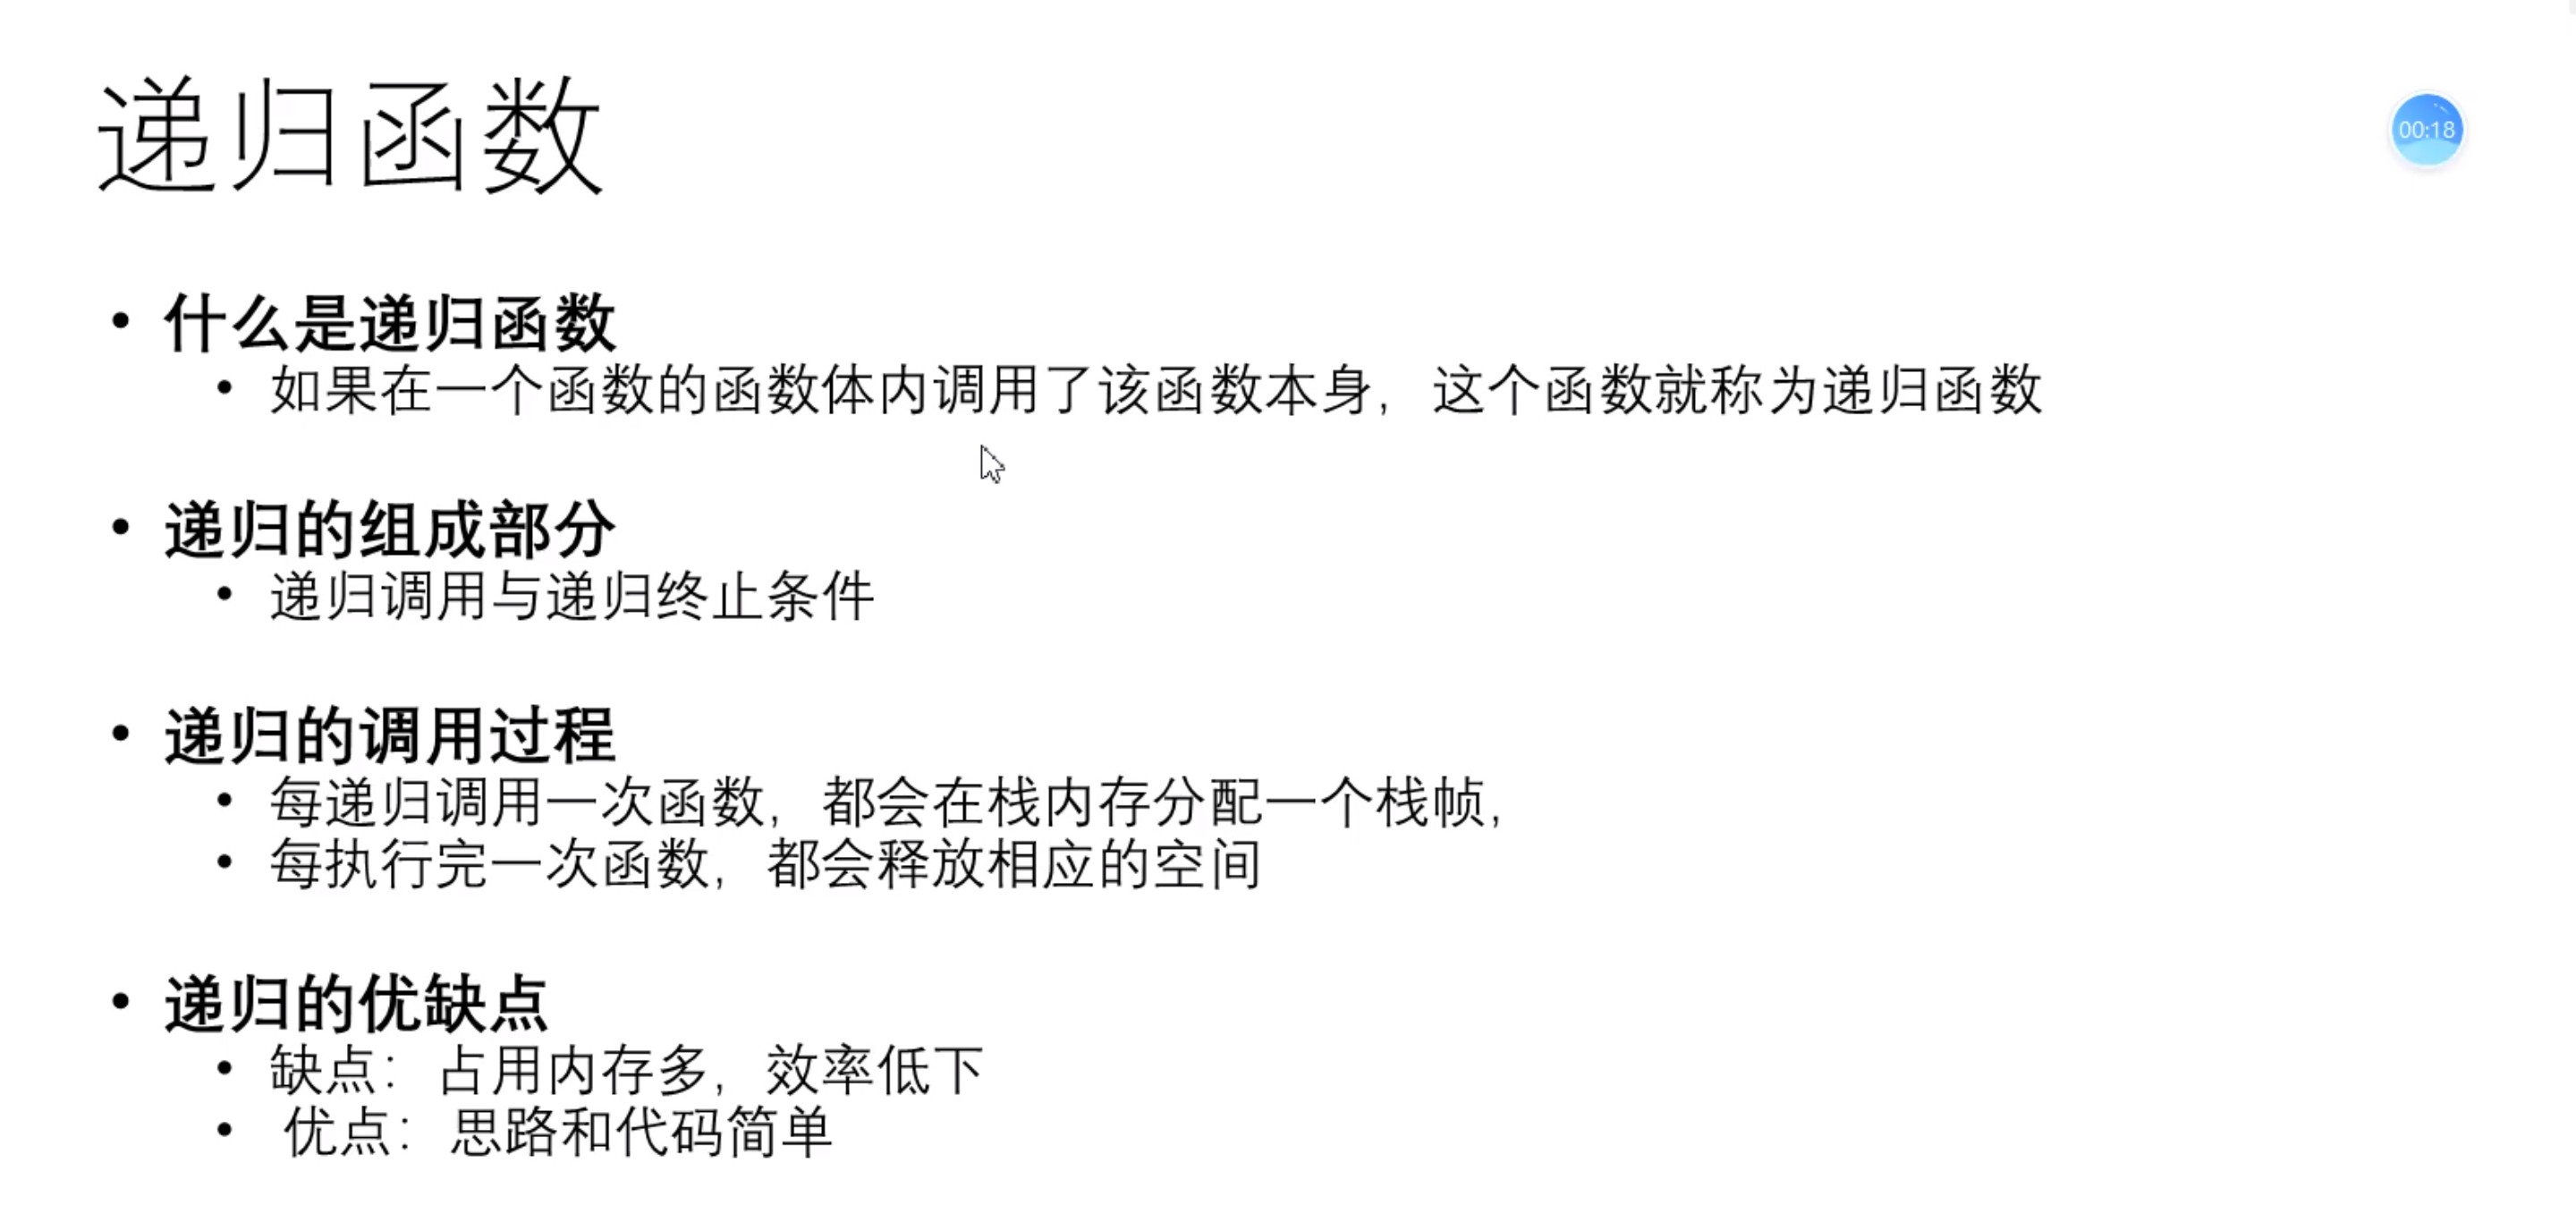 递归函数
00:18
• 什么是递归函数
• 如果在一个函数的函数体内调用了该函数本身，这个函数就称为递归函数
• 递归的组成部分
• 递归调用与递归终止条件
• 递归的调用过程
• 每递归调用一次函数，都会在栈内存分配一个栈帧，
• 每执行完一次函数，都会释放相应的空间
• 递归的优缺点
• 缺点：占用内存多，效率低下
• 优点：思路和代码简单